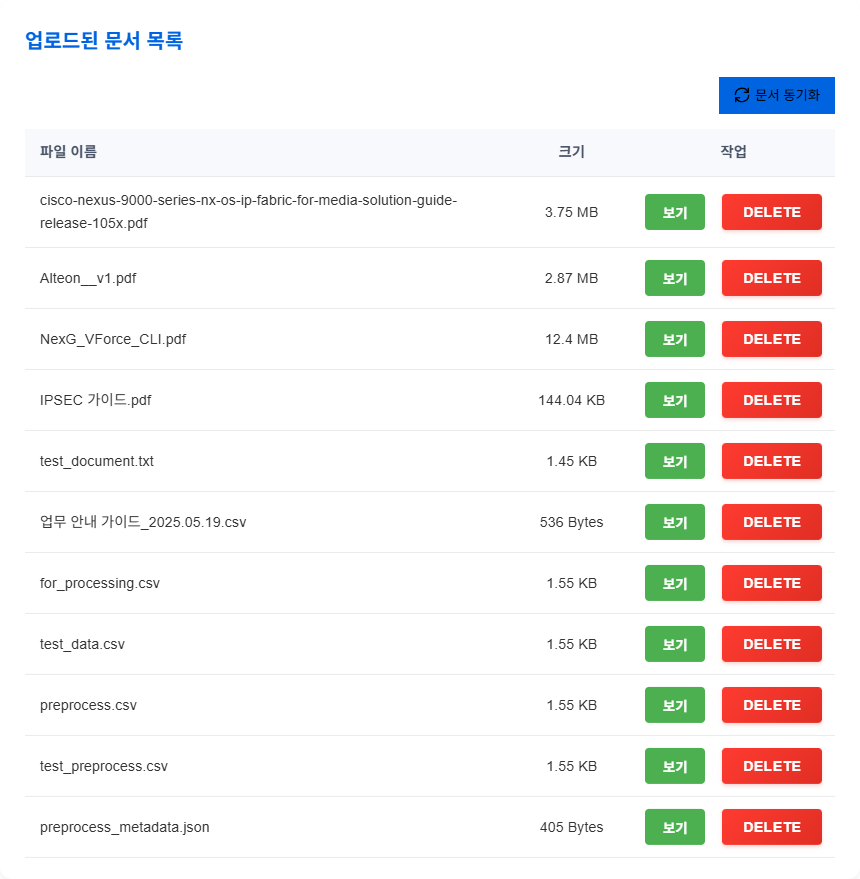 업로드된 문서 목록
문서 동기화
파일 이름 크기 작업
cisco-nexus-9000-series-nx-os-ip-fabric-for-media-solution-guide-
release-105x.pdf 3.75 MB 보기 DELETE
Alteon__v1.pdf 2.87 MB 보기 DELETE
NexG_VForce_CLI.pdf 12.4 MB 보기 DELETE
IPSEC 가이드.pdf 144.04 KB 보기 DELETE
test_document.txt 1.45 KB 보기 DELETE
업무 안내 가이드_2025.05.19.csv 536 Bytes 보기 DELETE
for_processing.csv 1.55 KB 보기 DELETE
test_data.csv 1.55 KB 보기 DELETE
preprocess.csv 1.55 KB 보기 DELETE
test_preprocess.csv 1.55 KB 보기 DELETE
preprocess_metadata.json 405 Bytes 보기 DELETE